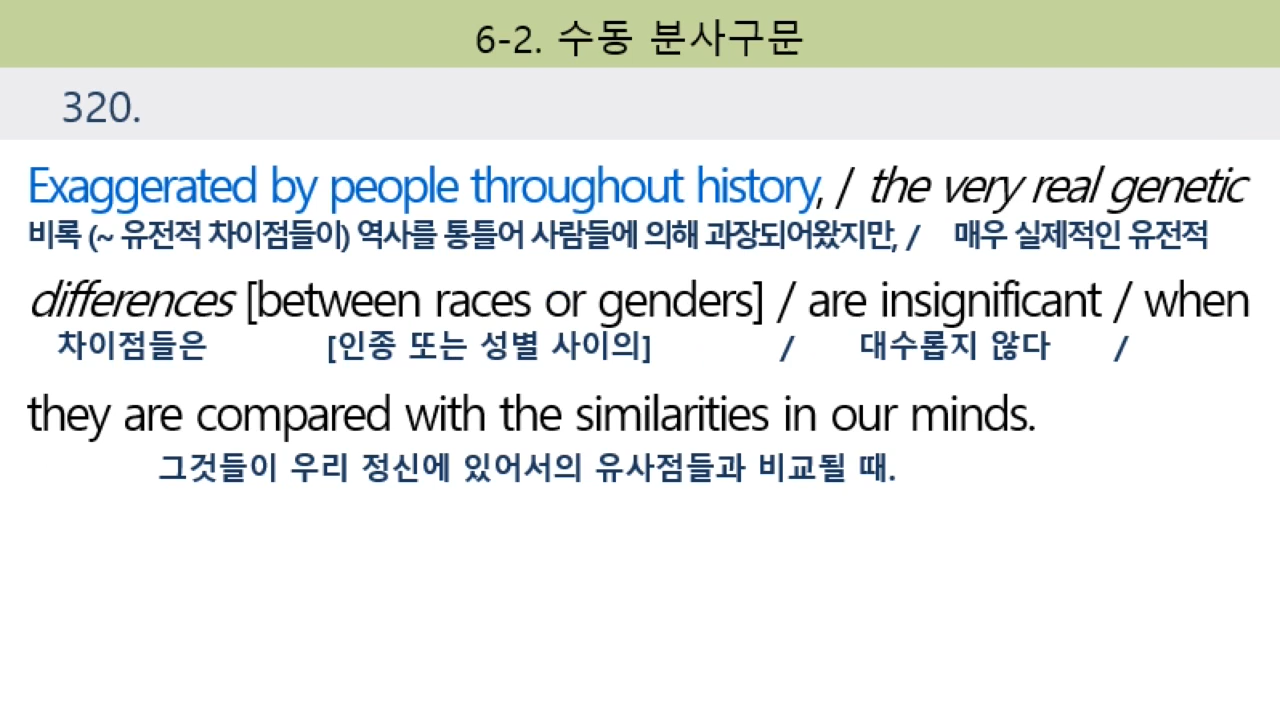 6-2. 수동 분사구문
320.
Exaggerated by people throughout history, / the very real genetic
비록 (~ 유전적 차이점들이) 역사를 통틀어 사람들에 의해 과장되어왔지만, / 매우 실제적인 유전적
differences [between races or genders] / are insignificant / when
차이점들은 [인종 또는 성별 사이의] / 대수롭지 않다 /
they are compared with the similarities in our minds.
그것들이 우리 정신에 있어서의 유사점들과 비교될 때.